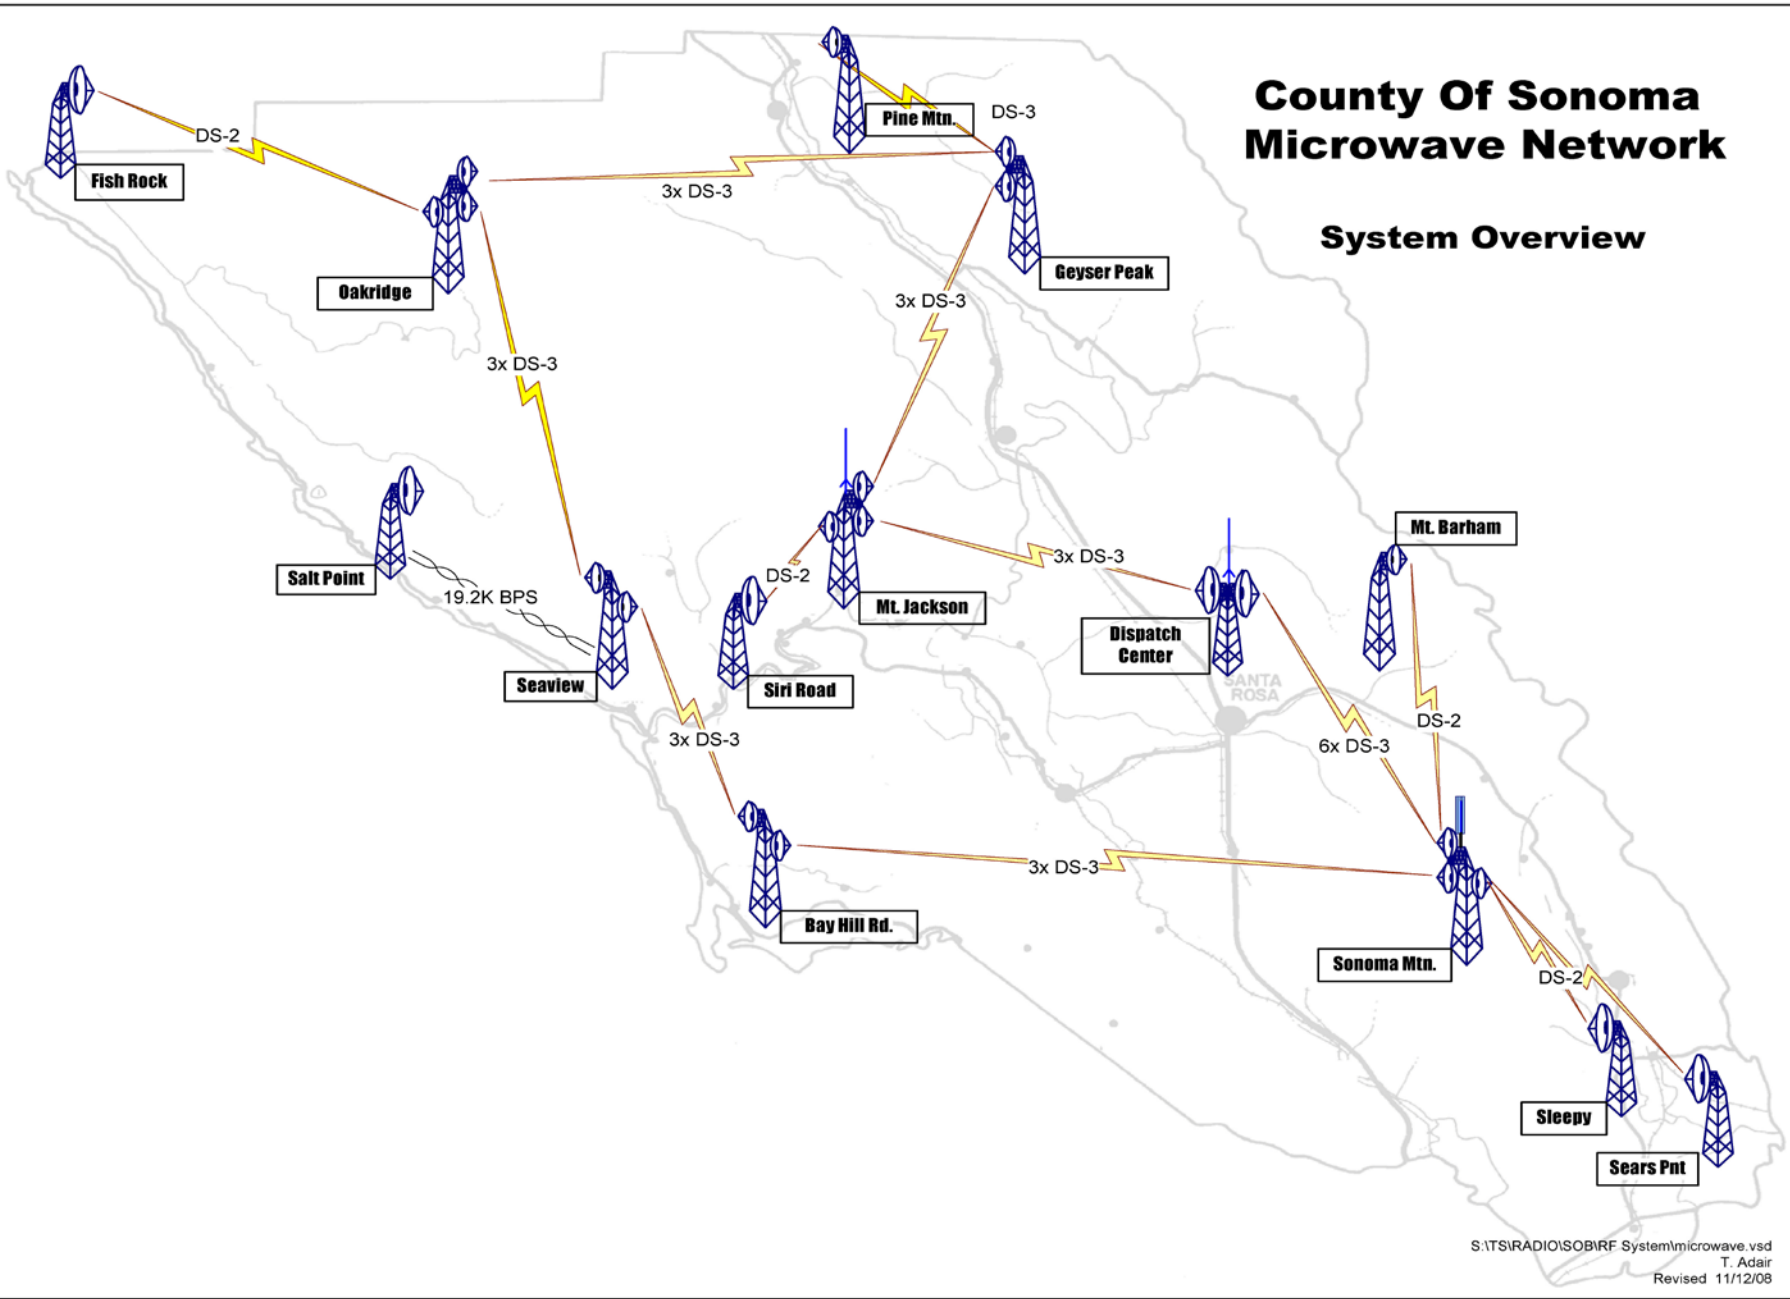 County Of Sonoma
Microwave Network
System Overview
Pine Mtn.
DS-3
DS-2
Fish Rock
3x DS-3
Oakridge
Geyser Peak
3x DS-3
3x DS-3
Mt. Barham
3x DS-3
Salt Point
DS-2
19.2K BPS
Mt. Jackson
Dispatch
Center
Seaview
Siri Road
SANTA
ROSA
DS-2
3x DS-3
6x DS-3
3x DS-3
Bay Hill Rd.
Sonoma Mtn.
DS-2
Sleepy
Sears Pnt
S:\TS\RADIO\SOB\RF System\microwave.vsd
T. Adair
Revised 11/12/08